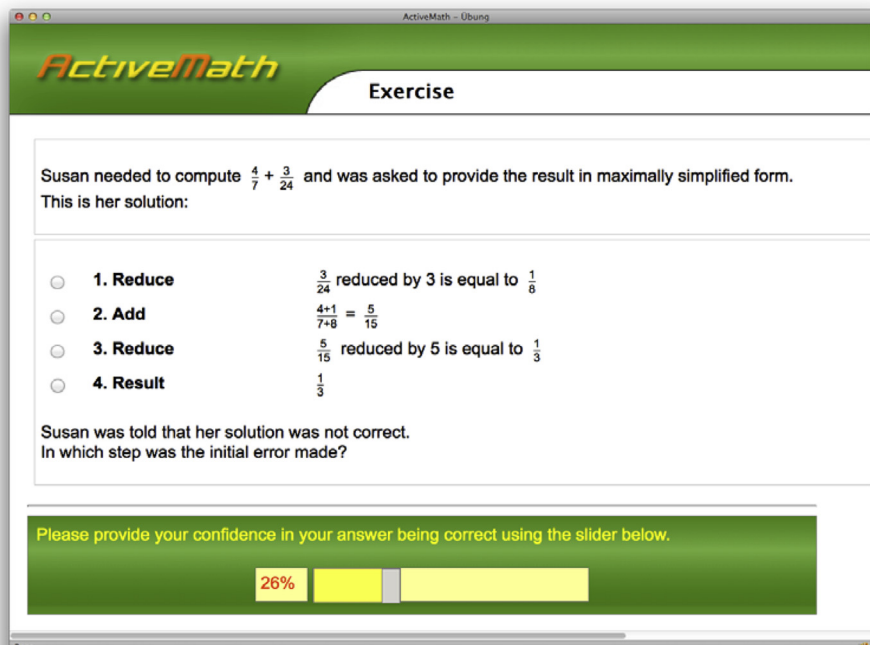 ActiveMath – Übung
ActiveMath
Exercise
Susan needed to compute 4/7 + 3/24 and was asked to provide the result in maximally simplified form.
This is her solution:
1. Reduce 3/24 reduced by 3 is equal to 1/8
2. Add 4+1/7+8 = 5/15
3. Reduce 5/15 reduced by 5 is equal to 1/3
4. Result 1/3
Susan was told that her solution was not correct.
In which step was the initial error made?
Please provide your confidence in your answer being correct using the slider below.
26%